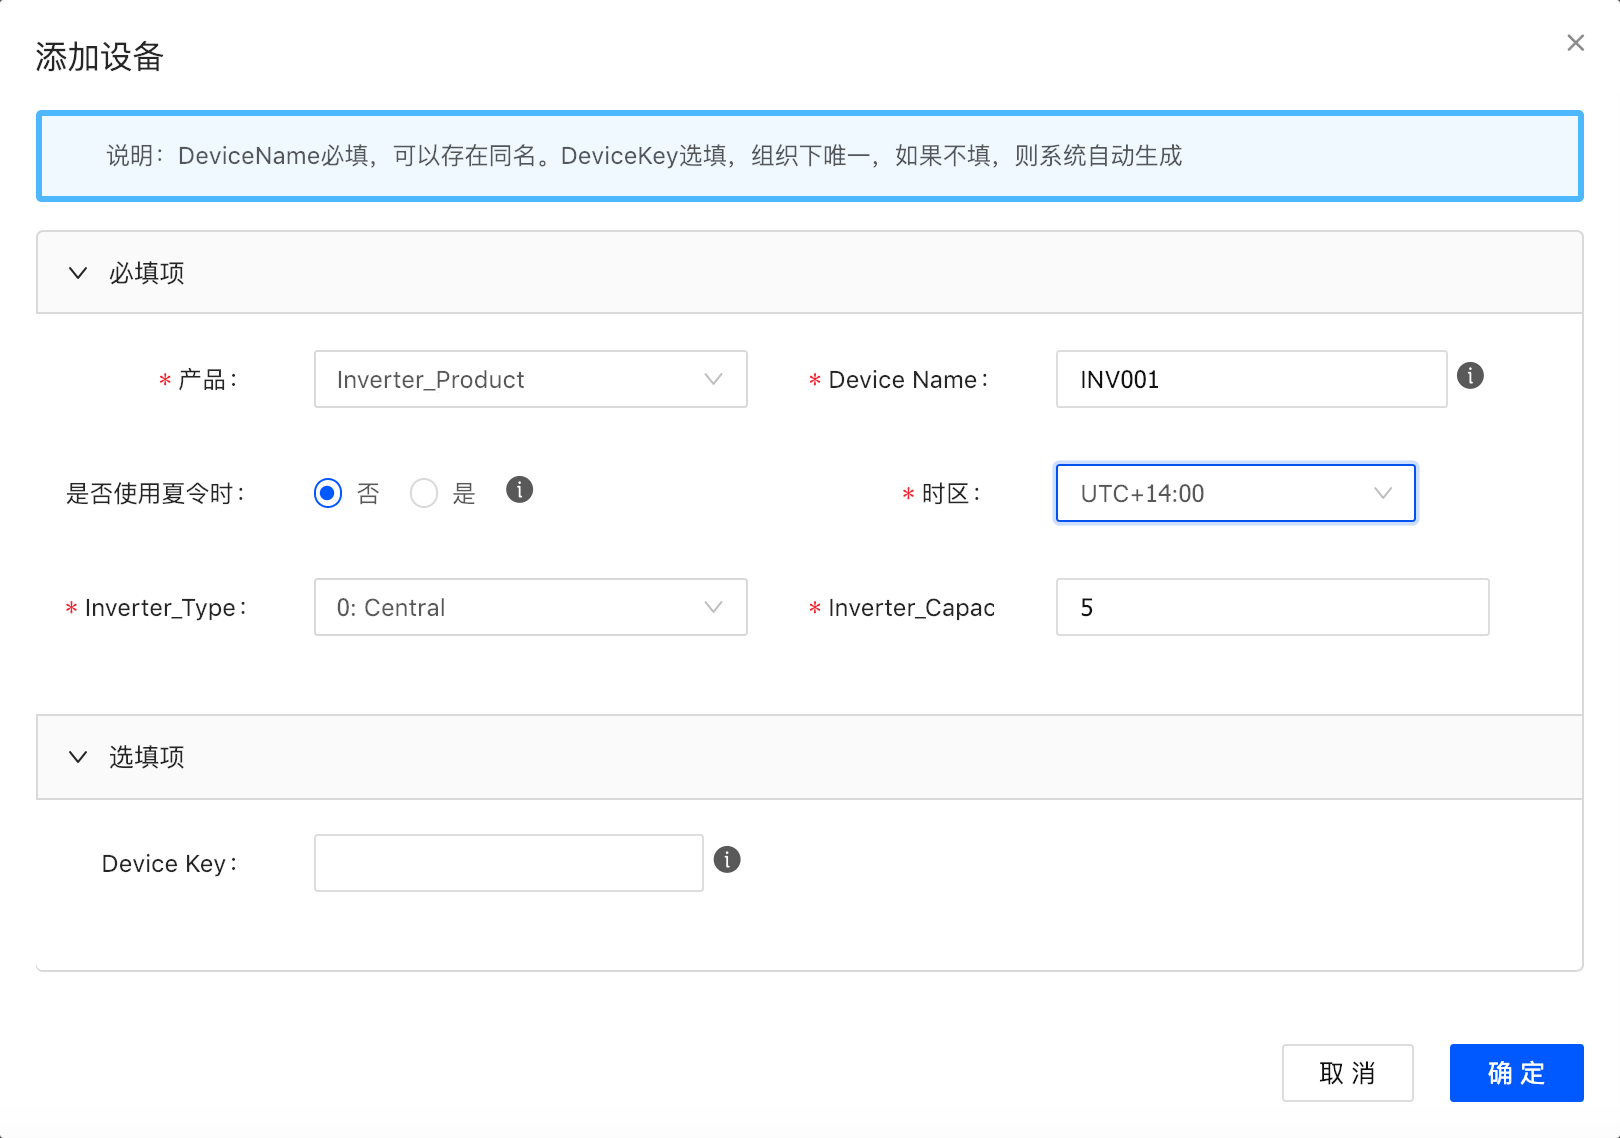 添加设备
说明：DeviceName必填，可以存在同名。DeviceKey选填，组织下唯一，如果不填，则系统自动生成
必填项
* 产品： Inverter_Product * Device Name： INV001
是否使用夏令时： 否 是 * 时区： UTC+14:00
* Inverter_Type： 0: Central * Inverter_Capac 5
选填项
Device Key：
取 消 确 定